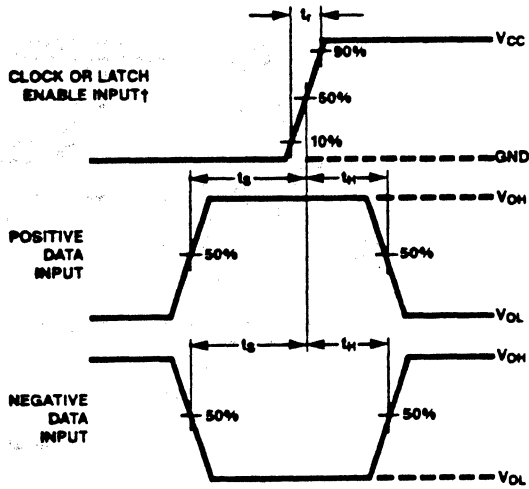 tr
VCC
90%
CLOCK OR LATCH
ENABLE INPUT†
50%
10%
GND
tS
tH
VOH
POSITIVE
DATA
INPUT
50%
50%
VOL
tS
tH
VOH
NEGATIVE
DATA
INPUT
50%
50%
VOL